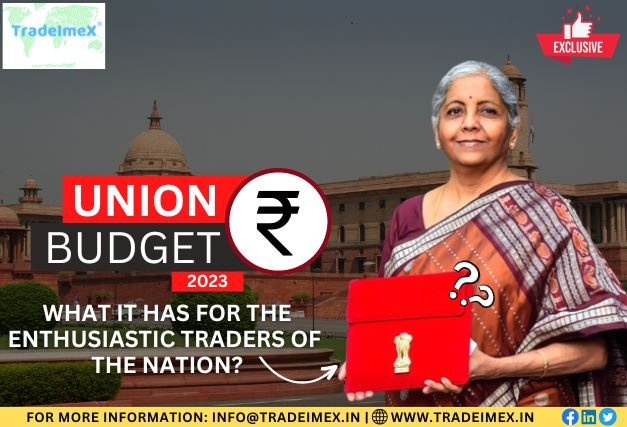 TradeImeX®
EXCLUSIVE
UNION
BUDGET
₹
2023
WHAT IT HAS FOR THE
ENTHUSIASTIC TRADERS OF
THE NATION?
??
FOR MORE INFORMATION: INFO@TRADEIMEX.IN | WWW.TRADEIMEX.IN